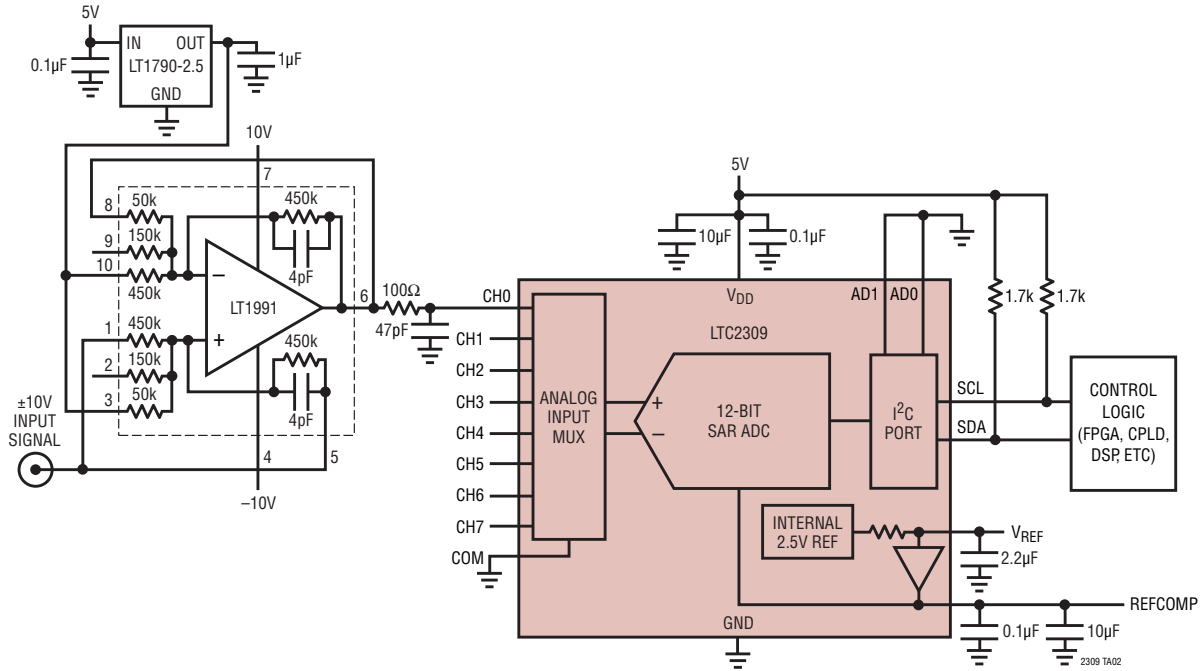 5V
IN OUT
LT1790-2.5
GND
0.1µF
1µF
10V
7
8
50k
9
150k
10
450k
450k
4pF
–
+
LT1991
6
100Ω
47pF
1
450k
2
150k
3
50k
450k
4pF
±10V
INPUT
SIGNAL
4
5
–10V
5V
10µF
0.1µF
1.7k
1.7k
CH0
CH1
CH2
CH3
CH4
CH5
CH6
CH7
COM
VDD
AD1 AD0
LTC2309
ANALOG
INPUT
MUX
+
–
12-BIT
SAR ADC
I2C
PORT
SCL
SDA
CONTROL
LOGIC
(FPGA, CPLD,
DSP, ETC)
INTERNAL
2.5V REF
VREF
2.2µF
REFCOMP
GND
0.1µF
10µF
2309 TA02